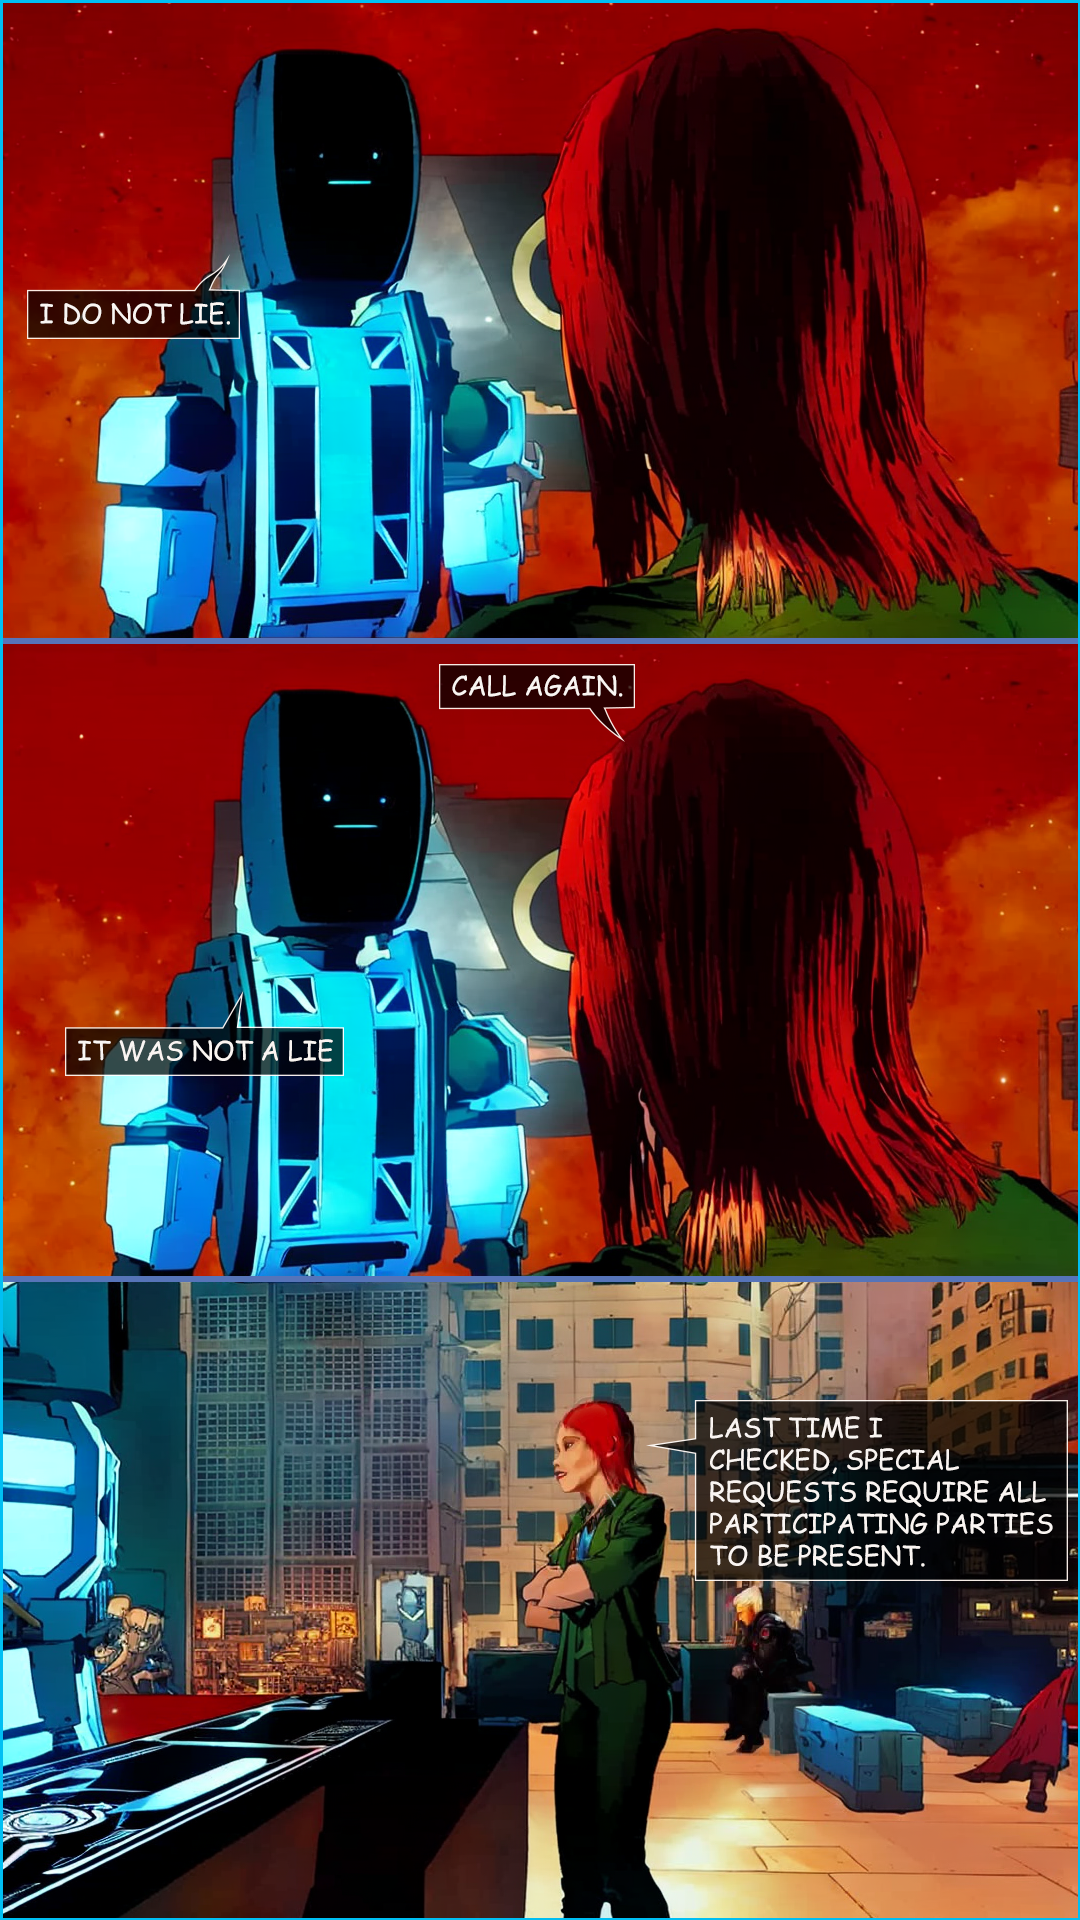 I DO NOT LIE.
CALL AGAIN.
IT WAS NOT A LIE
LAST TIME I
CHECKED, SPECIAL
REQUESTS REQUIRE ALL
PARTICIPATING PARTIES
TO BE PRESENT.